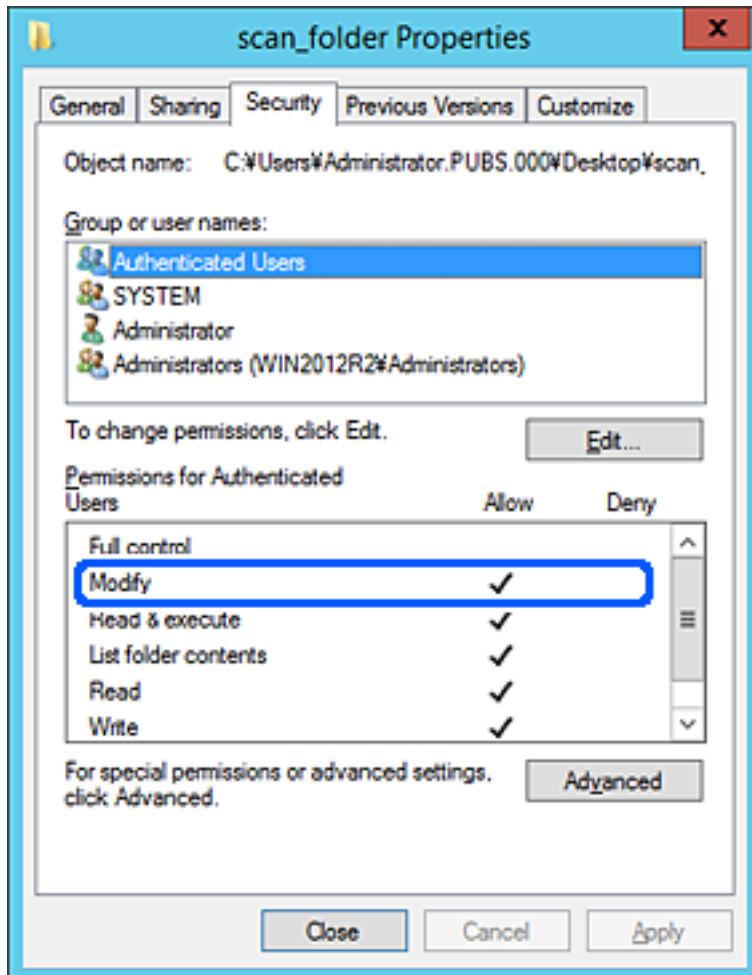 scan_folder Properties
x
General Sharing Security Previous Versions Customize
Object name: C:¥Users¥Administrator.PUBS.000¥Desktop¥scan_
Group or user names:
Authenticated Users
SYSTEM
Administrator
Administrators (WIN2012R2¥Administrators)
To change permissions, click Edit.
Edit...
Permissions for Authenticated
Users Allow Deny
Full control
Modify
Read & execute
List folder contents
Read
Write
For special permissions or advanced settings,
click Advanced.
Advanced
Close Cancel Apply